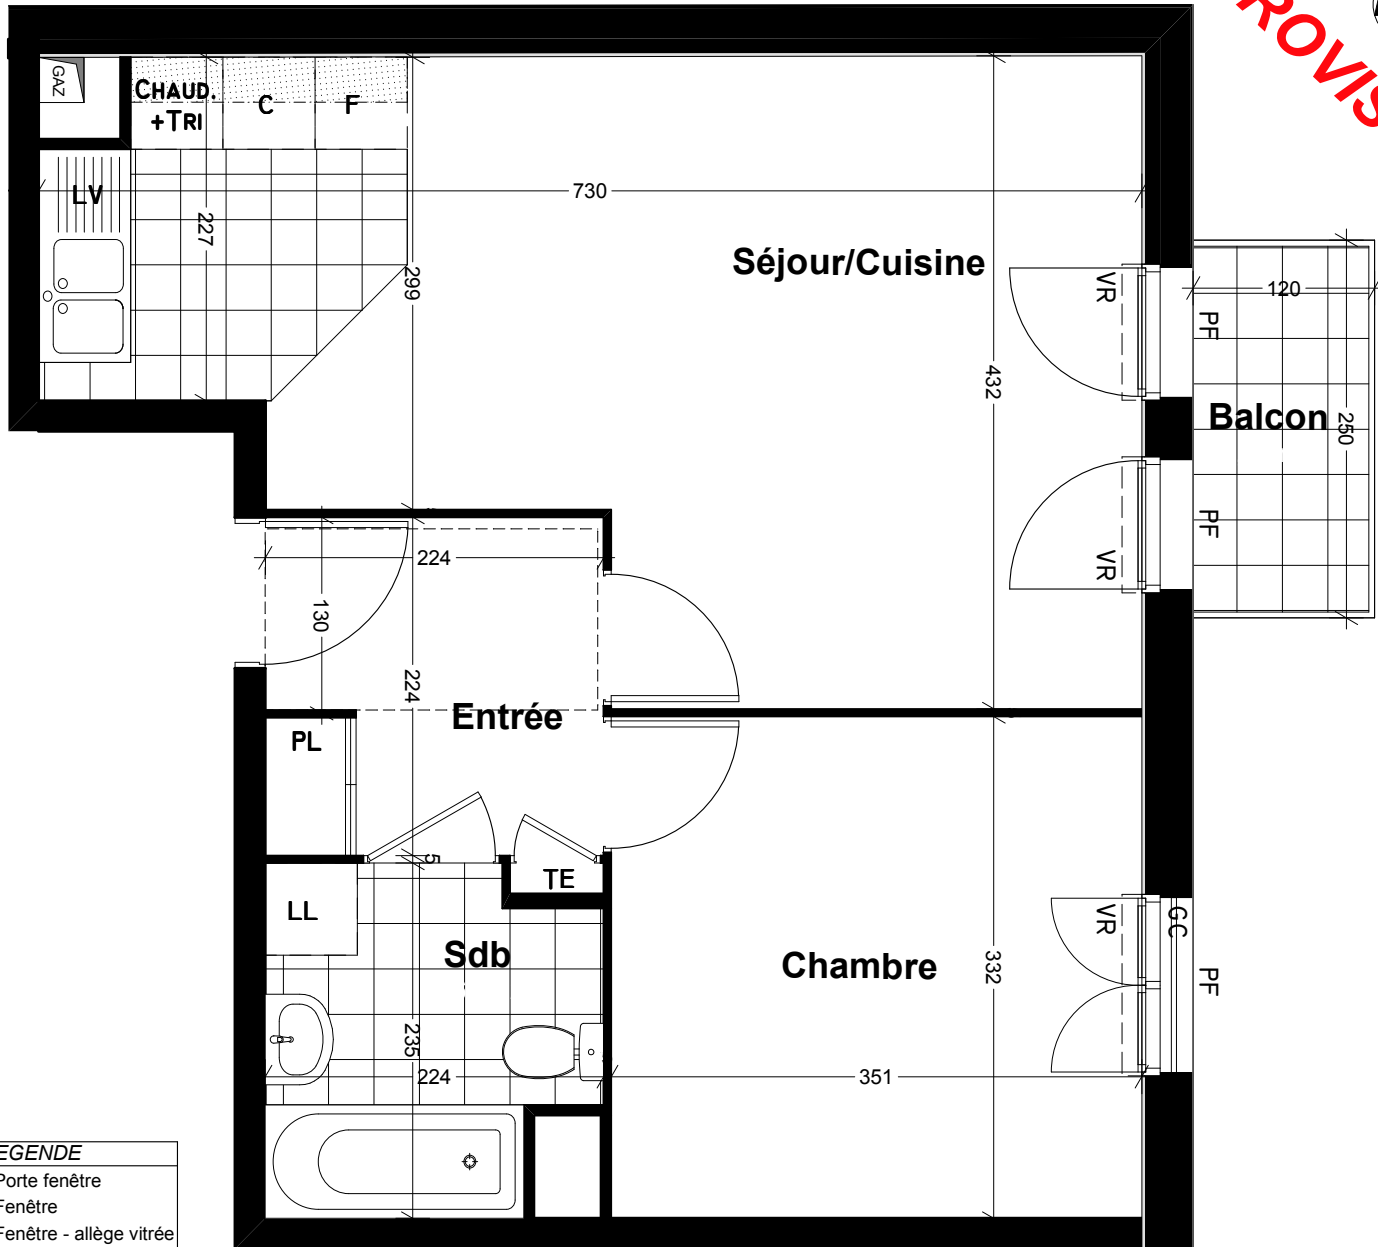 ROVIS
GAZ
CHAUD.
+TRI
C
F
LV
227
730
299
Séjour/Cuisine
432
VR
PF
120
Balcon
250
VR
PF
224
130
224
Entrée
PL
5
TE
LL
Sdb
235
224
Chambre
332
351
VR
GC
PF
EGENDE
Porte fenêtre
Fenêtre
Fenêtre - allège vitrée